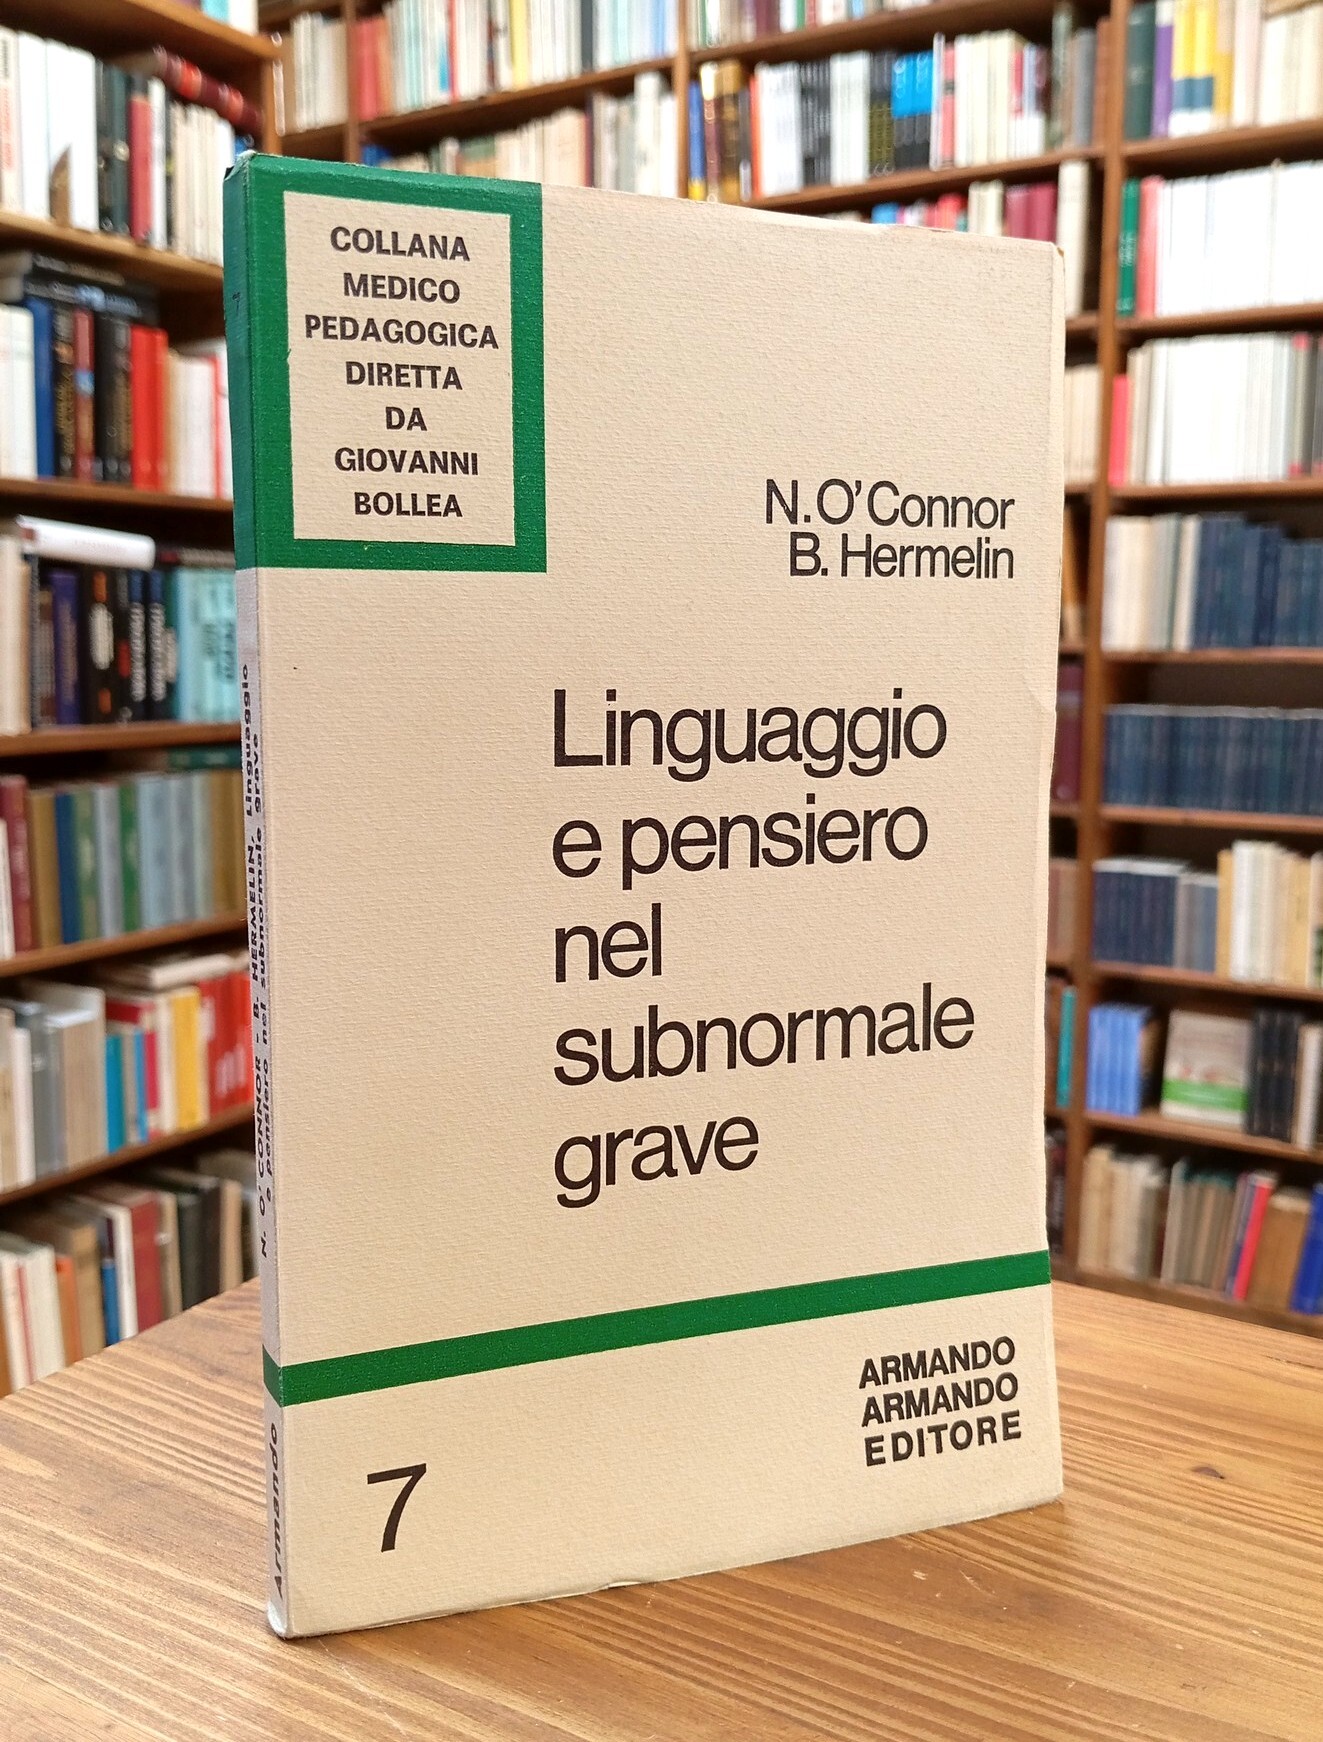 COLLANA
MEDICO
PEDAGOGICA
DIRETTA
DA
GIOVANNI
BOLLEA
N. O'Connor
B. Hermelin
Linguaggio
e pensiero
nel
subnormale
grave
ARMANDO
ARMANDO
EDITORE
7
7
N. O'CONNOR - B. HERMELIN, Linguaggio
e pensiero nel subnormale grave
Armando